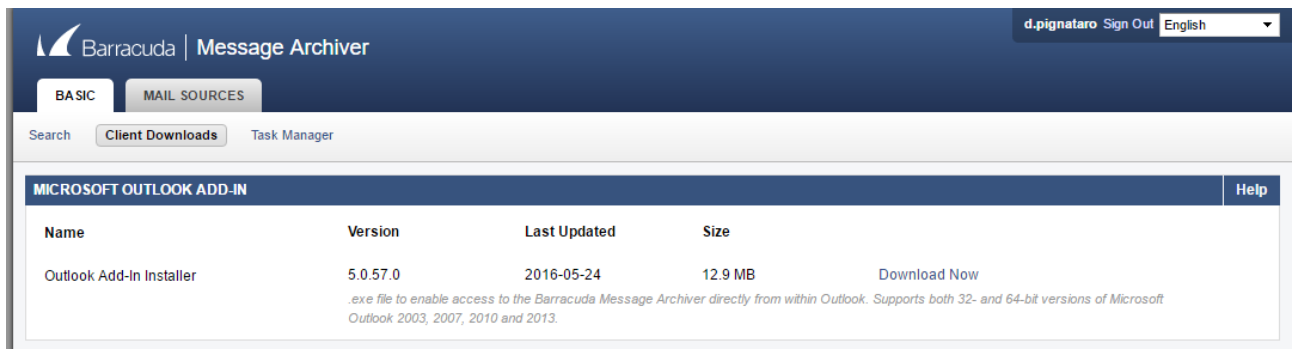 d.pignataro Sign Out English
Barracuda | Message Archiver
BASIC MAIL SOURCES
Search Client Downloads Task Manager
MICROSOFT OUTLOOK ADD-IN Help
Name Version Last Updated Size
Outlook Add-In Installer 5.0.57.0 2016-05-24 12.9 MB Download Now
.exe file to enable access to the Barracuda Message Archiver directly from within Outlook. Supports both 32- and 64-bit versions of Microsoft
Outlook 2003, 2007, 2010 and 2013.